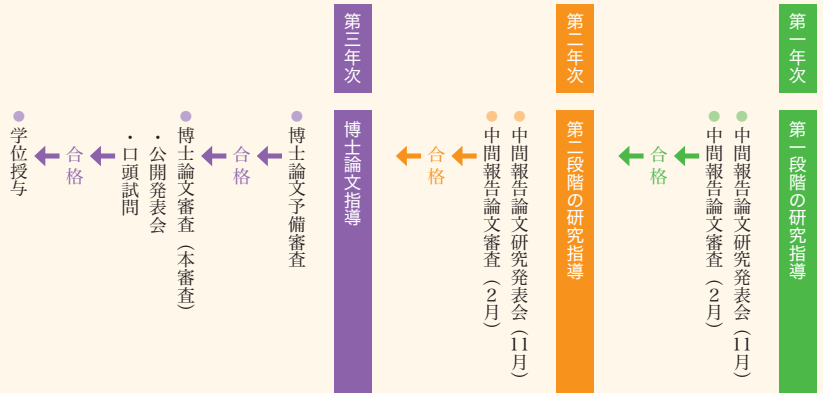 第一年次
第一段階の研究指導
●中間報告論文研究発表会（11月）
●中間報告論文審査（2月）
合格
第二年次
第二段階の研究指導
●中間報告論文研究発表会（11月）
●中間報告論文審査（2月）
合格
第三年次
博士論文指導
●博士論文予備審査
合格
●博士論文審査（本審査）
・公開発表会
・口頭試問
合格
●学位授与